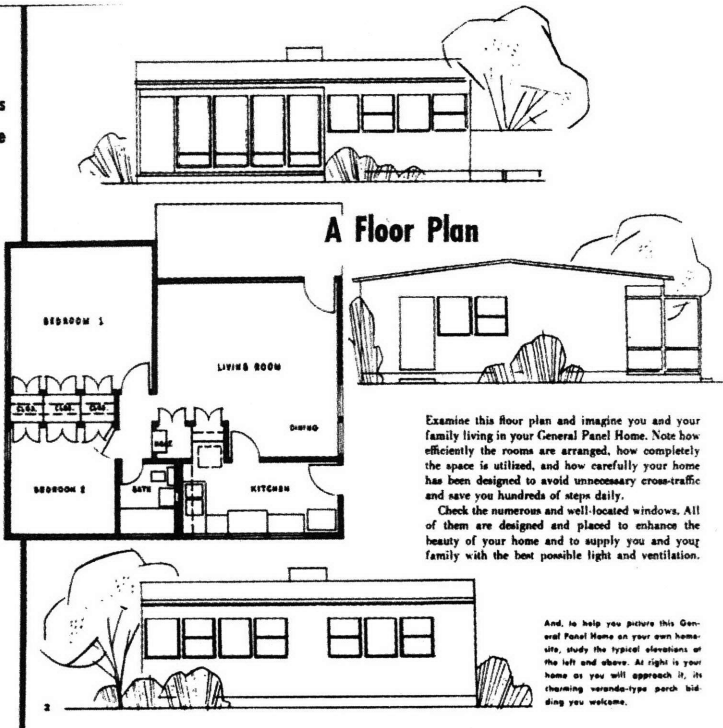 s
e
A Floor Plan
BEDROOM 1
LIVING ROOM
CLOS. CLOS. CLOS.
DINING
BEDROOM 2
BATH
KITCHEN
Examine this floor plan and imagine you and your
family living in your General Panel Home. Note how
efficiently the rooms are arranged, how completely
the space is utilized, and how carefully your home
has been designed to avoid unnecessary cross-traffic
and save you hundreds of steps daily.
Check the numerous and well-located windows. All
of them are designed and placed to enhance the
beauty of your home and to supply you and your
family with the best possible light and ventilation.
And, to help you picture this Gen-
eral Panel Home on your own home-
site, study the typical elevations at
the left and above. At right is your
home as you will approach it, its
charming veranda-type porch bid-
ding you welcome.
2